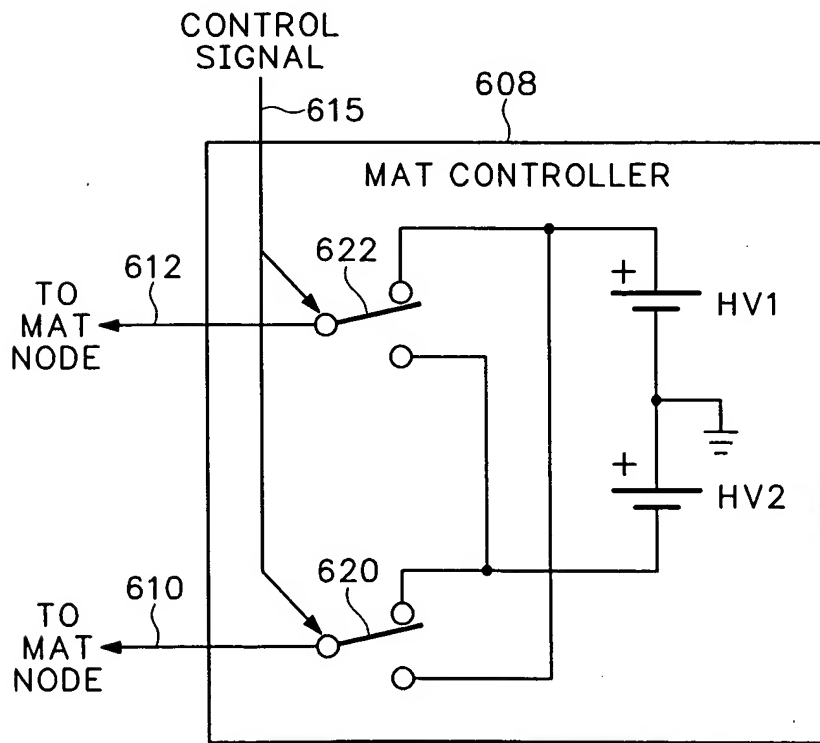 CONTROL
SIGNAL
615
608
MAT CONTROLLER
622
612
TO
MAT
NODE
+
HV1
+
HV2
620
610
TO
MAT
NODE